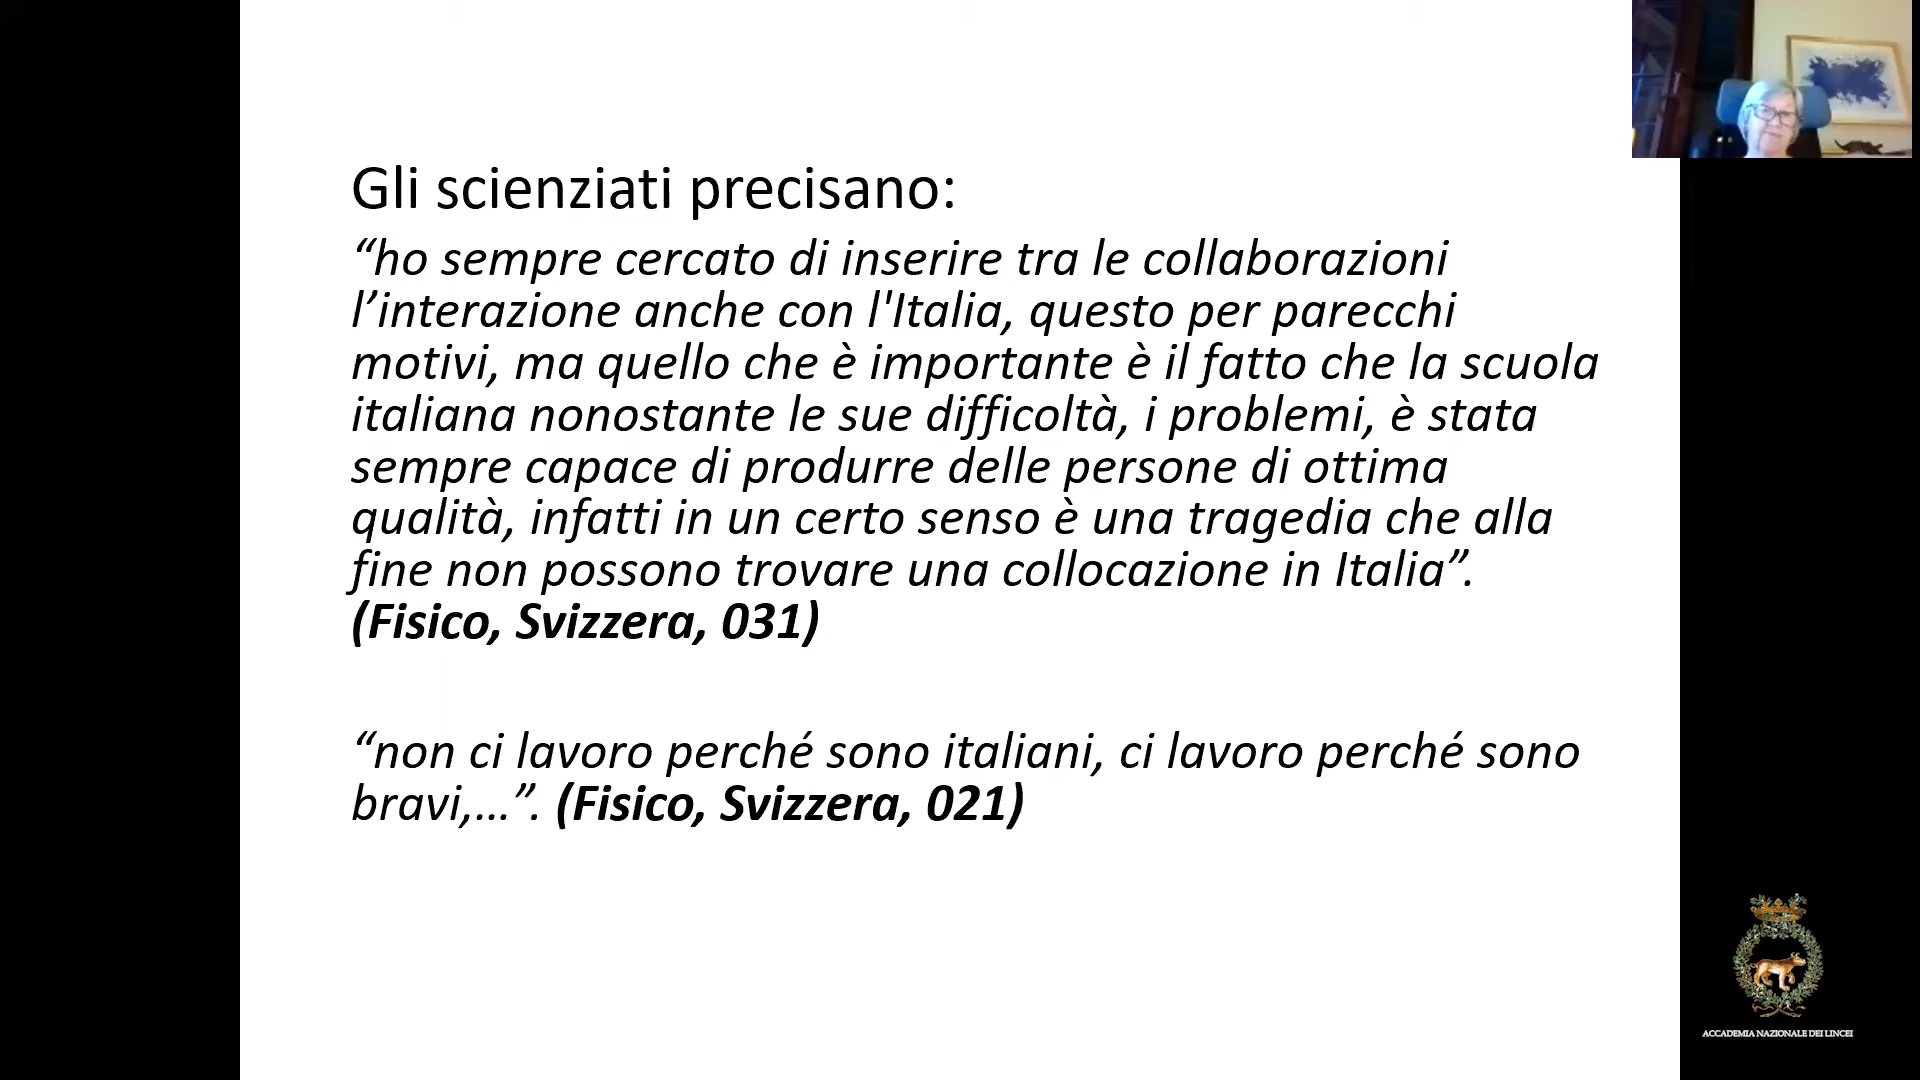 Gli scienziati precisano:
“ho sempre cercato di inserire tra le collaborazioni
l’interazione anche con l'Italia, questo per parecchi
motivi, ma quello che è importante è il fatto che la scuola
italiana nonostante le sue difficoltà, i problemi, è stata
sempre capace di produrre delle persone di ottima
qualità, infatti in un certo senso è una tragedia che alla
fine non possono trovare una collocazione in Italia”.
(Fisico, Svizzera, 031)
“non ci lavoro perché sono italiani, ci lavoro perché sono
bravi,…”. (Fisico, Svizzera, 021)
ACCADEMIA NAZIONALE DEI LINCEI